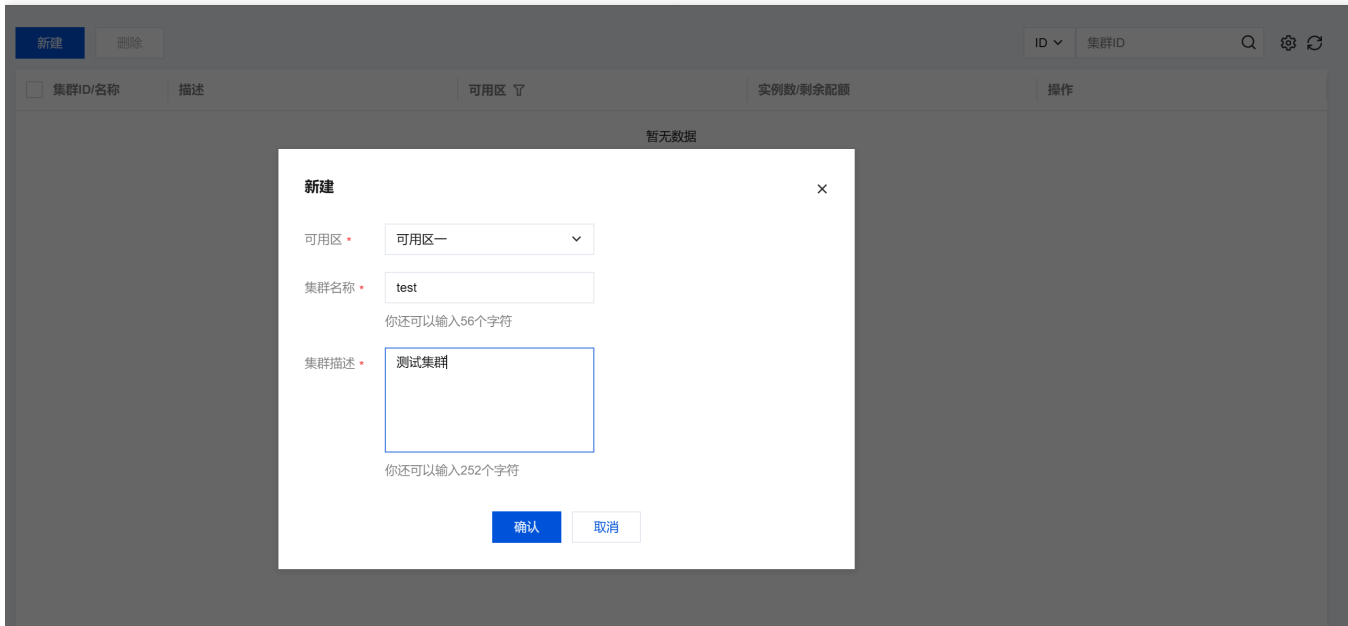 新建 删除 ID 集群ID
集群ID/名称 描述 可用区 实例数/剩余配额 操作
暂无数据
新建
可用区 * 可用区一
集群名称 * test
你还可以输入56个字符
集群描述 * 测试集群
你还可以输入252个字符
确认 取消